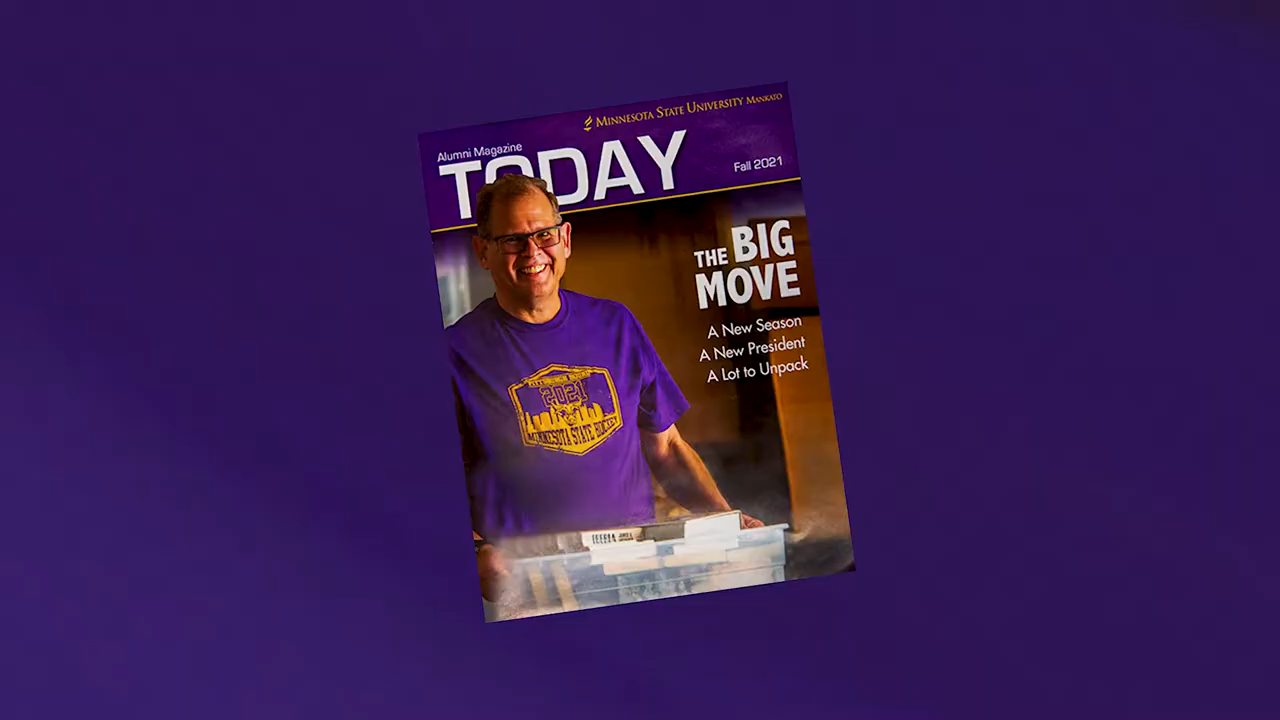 MINNESOTA STATE UNIVERSITY MANKATO
Alumni Magazine
TODAY
Fall 2021
THE BIG
MOVE
A New Season
A New President
A Lot to Unpack
2021
MINNESOTA STATE HOCKEY